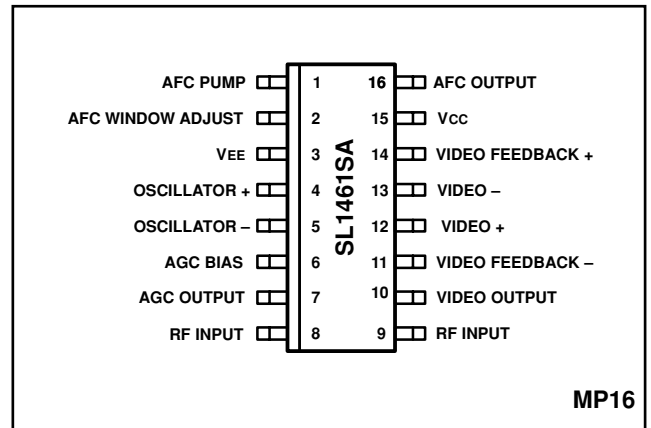 AFC PUMP 1 16 AFC OUTPUT
AFC WINDOW ADJUST 2 15 VCC
VEE 3 14 VIDEO FEEDBACK +
OSCILLATOR + 4 13 VIDEO –
OSCILLATOR – 5 12 VIDEO +
AGC BIAS 6 11 VIDEO FEEDBACK –
AGC OUTPUT 7 10 VIDEO OUTPUT
RF INPUT 8 9 RF INPUT
SL1461SA
MP16